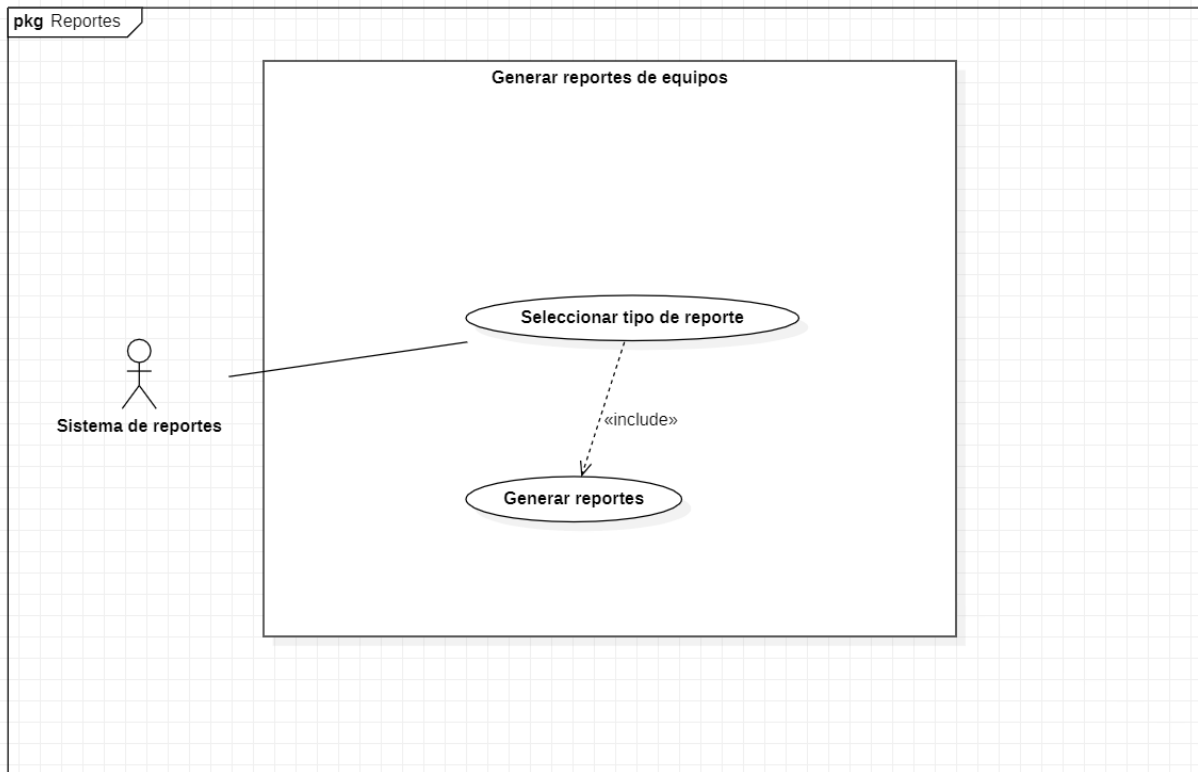 pkg Reportes
Generar reportes de equipos
Seleccionar tipo de reporte
Sistema de reportes
«include»
Generar reportes